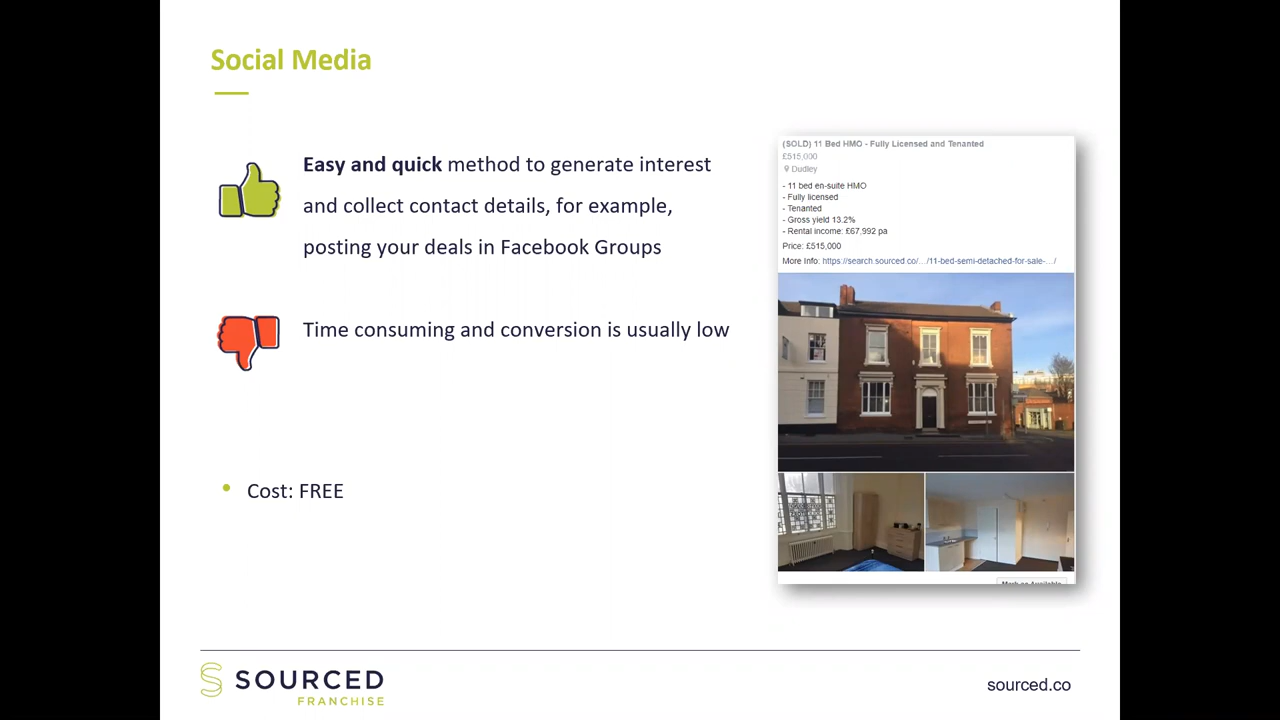 Social Media
Easy and quick method to generate interest
and collect contact details, for example,
posting your deals in Facebook Groups
Time consuming and conversion is usually low
• Cost: FREE
(SOLD) 11 Bed HMO - Fully Licensed and Tenanted
£515,000
Dudley
- 11 bed en-suite HMO
- Fully licensed
- Tenanted
- Gross yield 13.2%
- Rental income: £67,992 pa
Price: £515,000
More Info: https://search.sourced.co/.../11-bed-semi-detached-for-sale-.../
Mark as Available
SOURCED
FRANCHISE
sourced.co